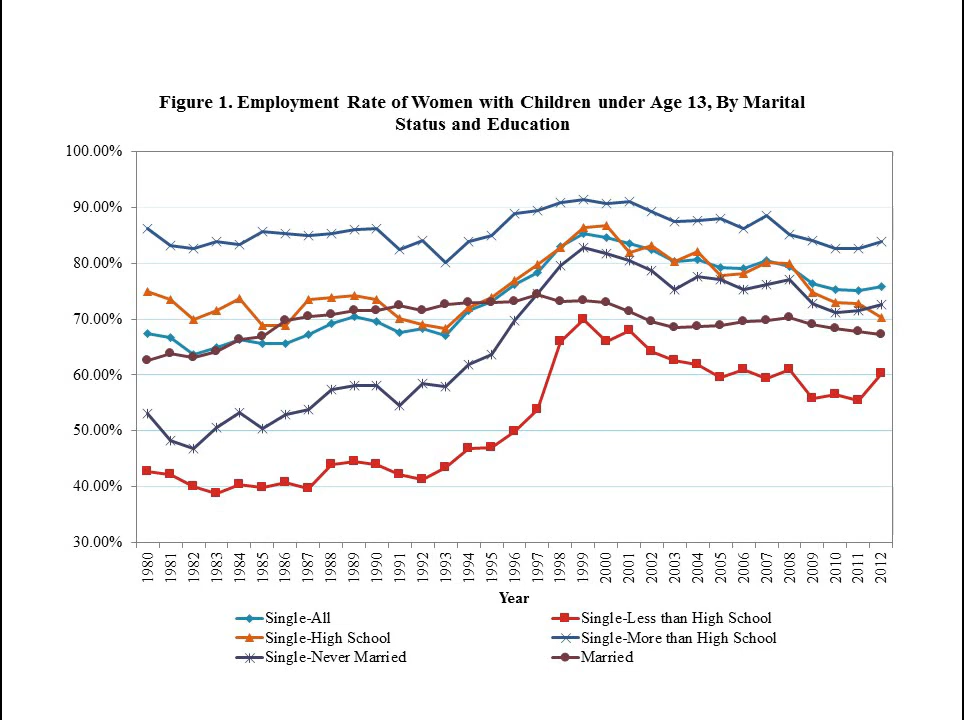 Figure 1. Employment Rate of Women with Children under Age 13, By Marital
Status and Education
100.00%
90.00%
80.00%
70.00%
60.00%
50.00%
40.00%
30.00%
1980 1981 1982 1983 1984 1985 1986 1987 1988 1989 1990 1991 1992 1993 1994 1995 1996 1997 1998 1999 2000 2001 2002 2003 2004 2005 2006 2007 2008 2009 2010 2011 2012
Year
Single-All Single-Less than High School
Single-High School Single-More than High School
Single-Never Married Married